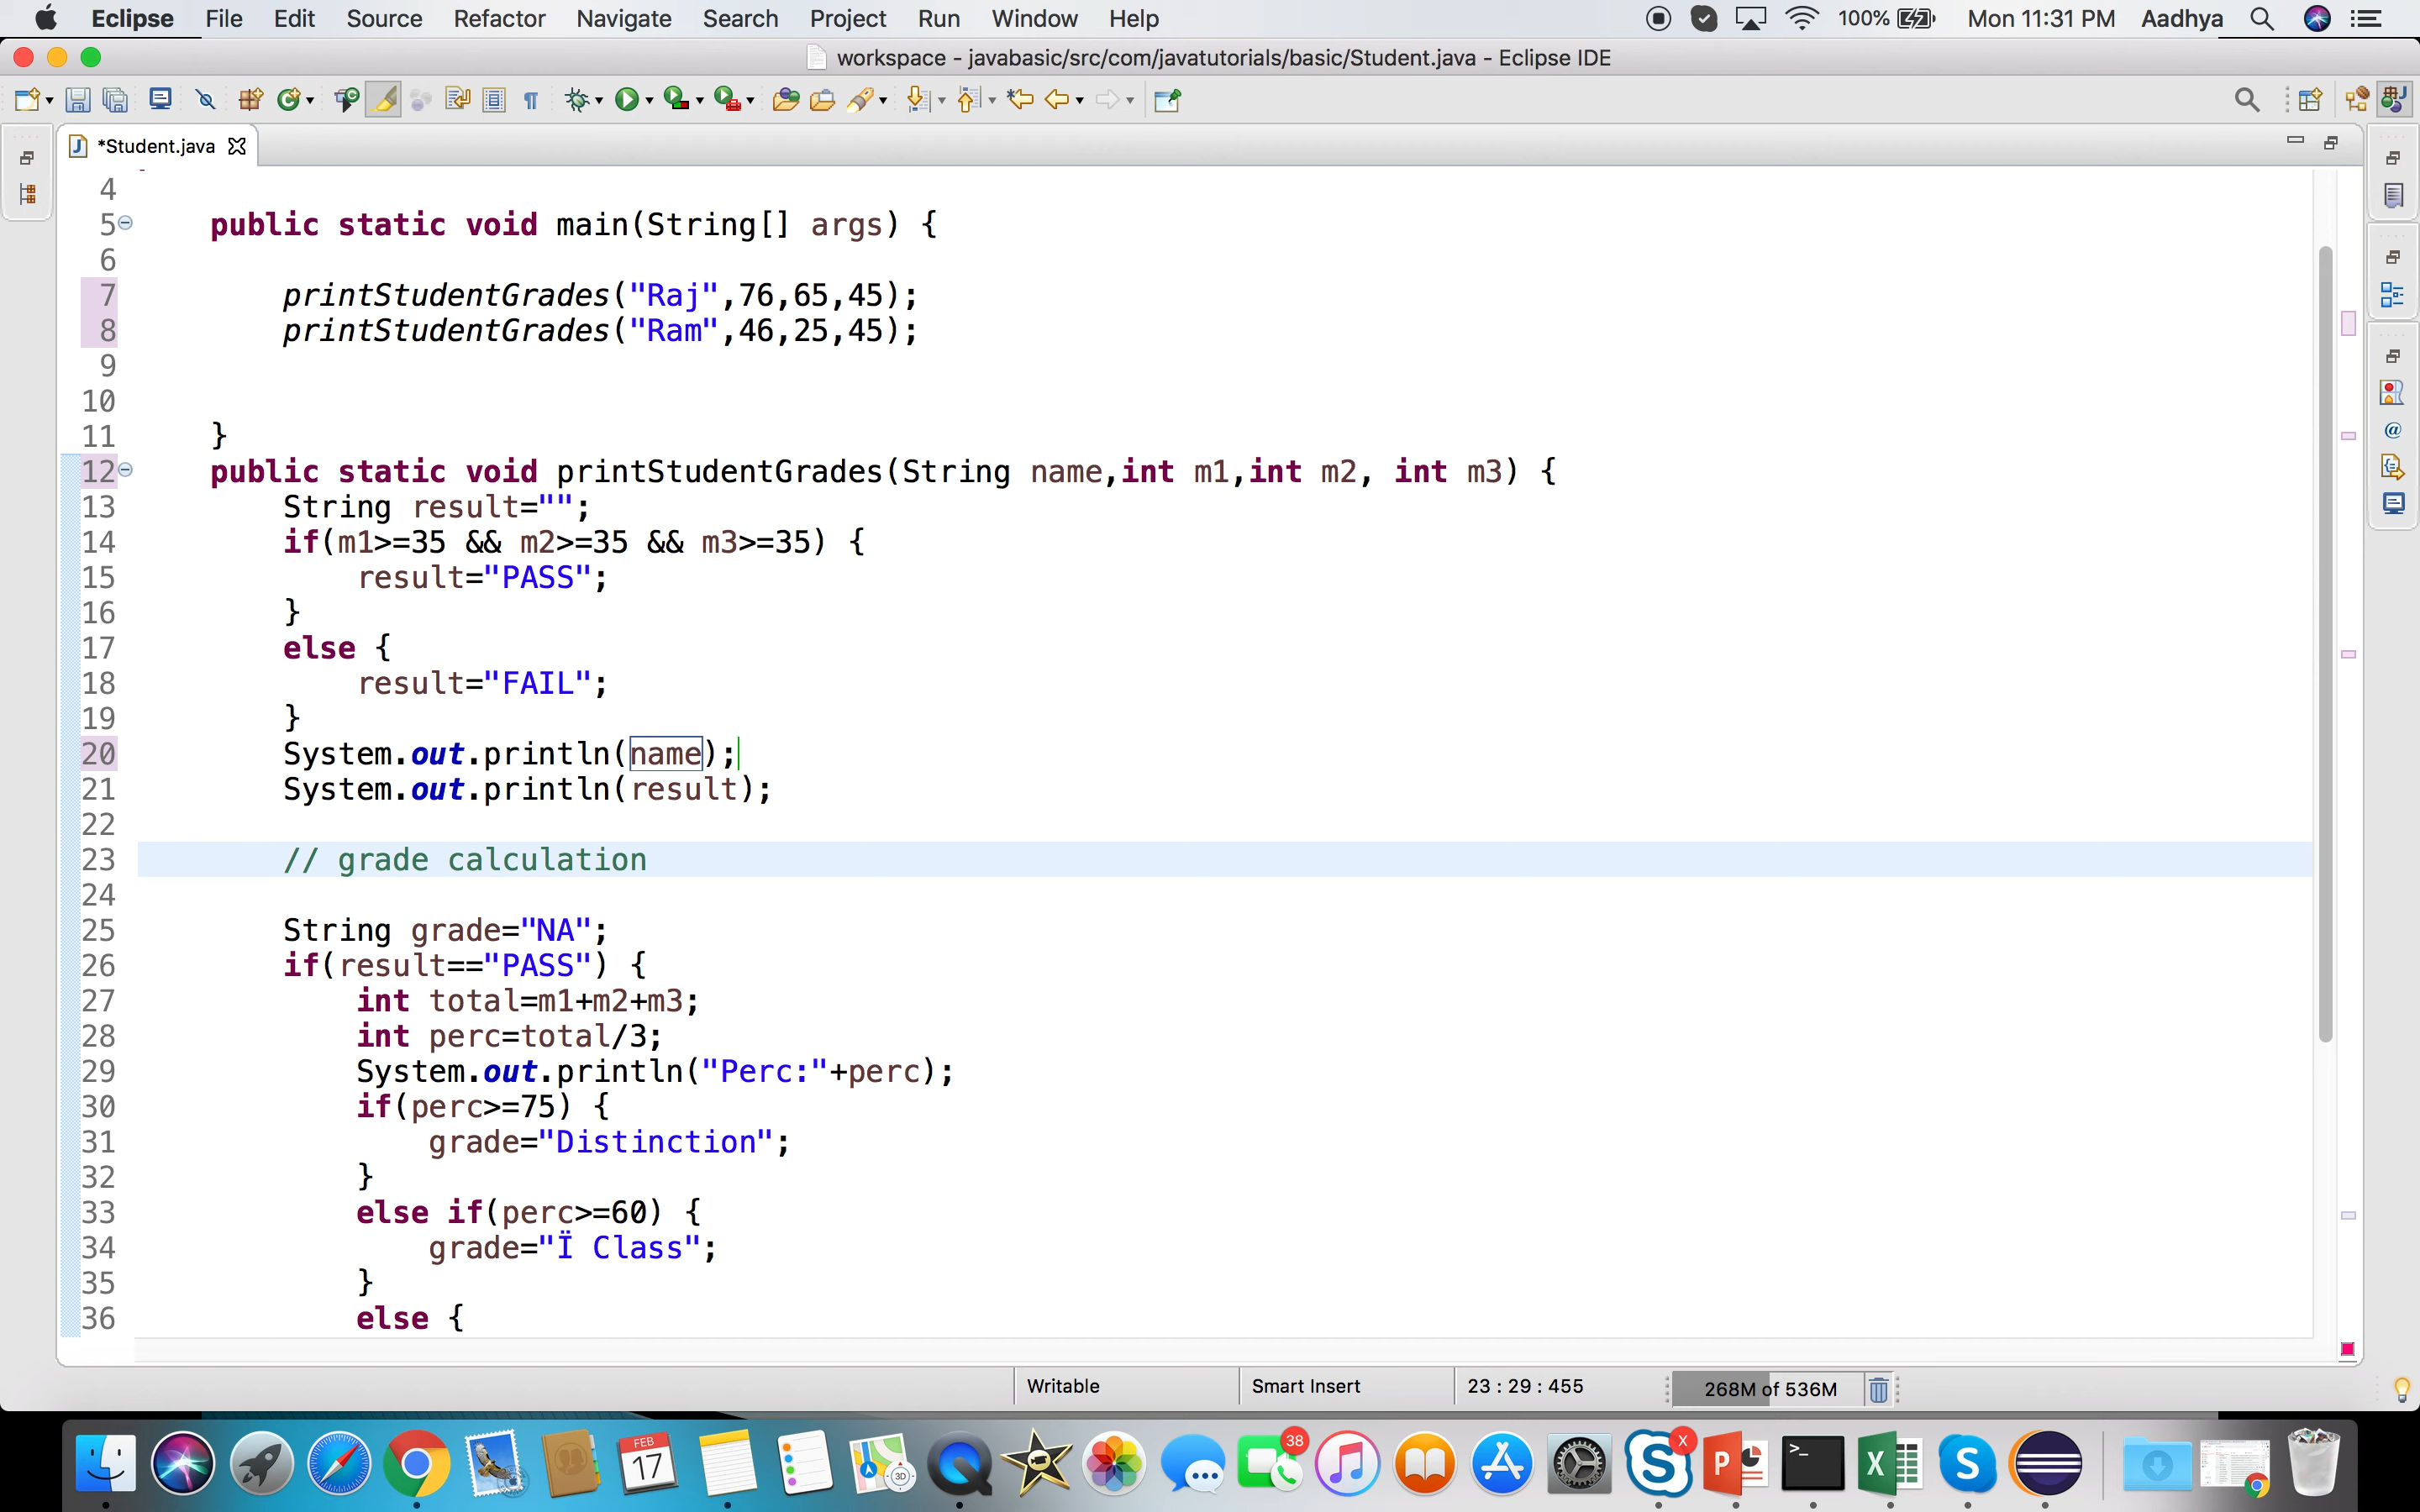 Eclipse File Edit Source Refactor Navigate Search Project Run Window Help 100% Mon 11:31 PM Aadhya
workspace - javabasic/src/com/javatutorials/basic/Student.java - Eclipse IDE
*Student.java
4
5 public static void main(String[] args) {
6
7 printStudentGrades("Raj",76,65,45);
8 printStudentGrades("Ram",46,25,45);
9
10
11 }
12 public static void printStudentGrades(String name,int m1,int m2, int m3) {
13 String result="";
14 if(m1>=35 && m2>=35 && m3>=35) {
15 result="PASS";
16 }
17 else {
18 result="FAIL";
19 }
20 System.out.println(name);
21 System.out.println(result);
22
23 // grade calculation
24
25 String grade="NA";
26 if(result=="PASS") {
27 int total=m1+m2+m3;
28 int perc=total/3;
29 System.out.println("Perc:"+perc);
30 if(perc>=75) {
31 grade="Distinction";
32 }
33 else if(perc>=60) {
34 grade="Ï Class";
35 }
36 else {
Writable Smart Insert 23 : 29 : 455 268M of 536M
FEB
17
3D
38
X